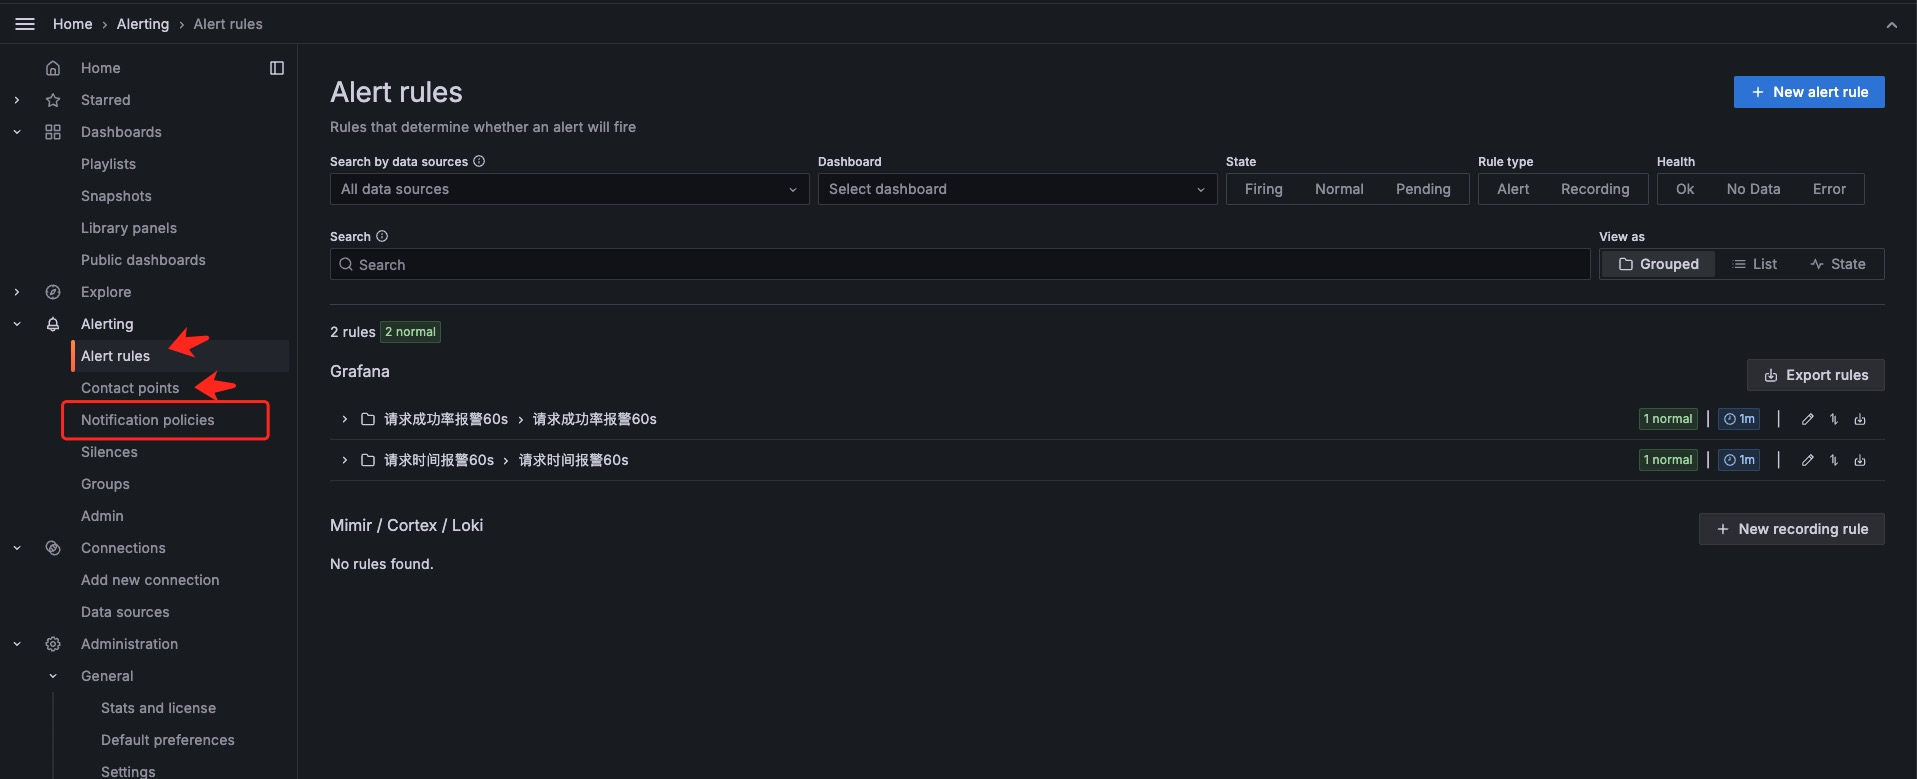 Home › Alerting › Alert rules
Home
Starred
Dashboards
Playlists
Snapshots
Library panels
Public dashboards
Explore
Alerting
Alert rules
Contact points
Notification policies
Silences
Groups
Admin
Connections
Add new connection
Data sources
Administration
General
Stats and license
Default preferences
Settings
Alert rules
+ New alert rule
Rules that determine whether an alert will fire
Search by data sources Dashboard State Rule type Health
All data sources Select dashboard Firing Normal Pending Alert Recording Ok No Data Error
Search View as
Search Grouped List State
2 rules 2 normal
Grafana Export rules
请求成功率报警60s › 请求成功率报警60s 1 normal | 1m |
请求时间报警60s › 请求时间报警60s 1 normal | 1m |
Mimir / Cortex / Loki + New recording rule
No rules found.